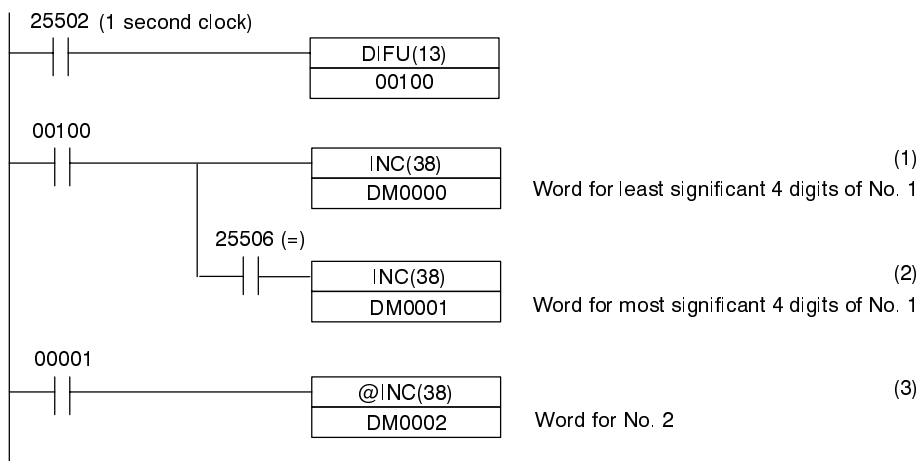 25502 (1 second clock)
DIFU(13)
00100
00100
INC(38) (1)
DM0000 Word for least significant 4 digits of No. 1
25506 (=)
INC(38) (2)
DM0001 Word for most significant 4 digits of No. 1
00001
@INC(38) (3)
DM0002 Word for No. 2